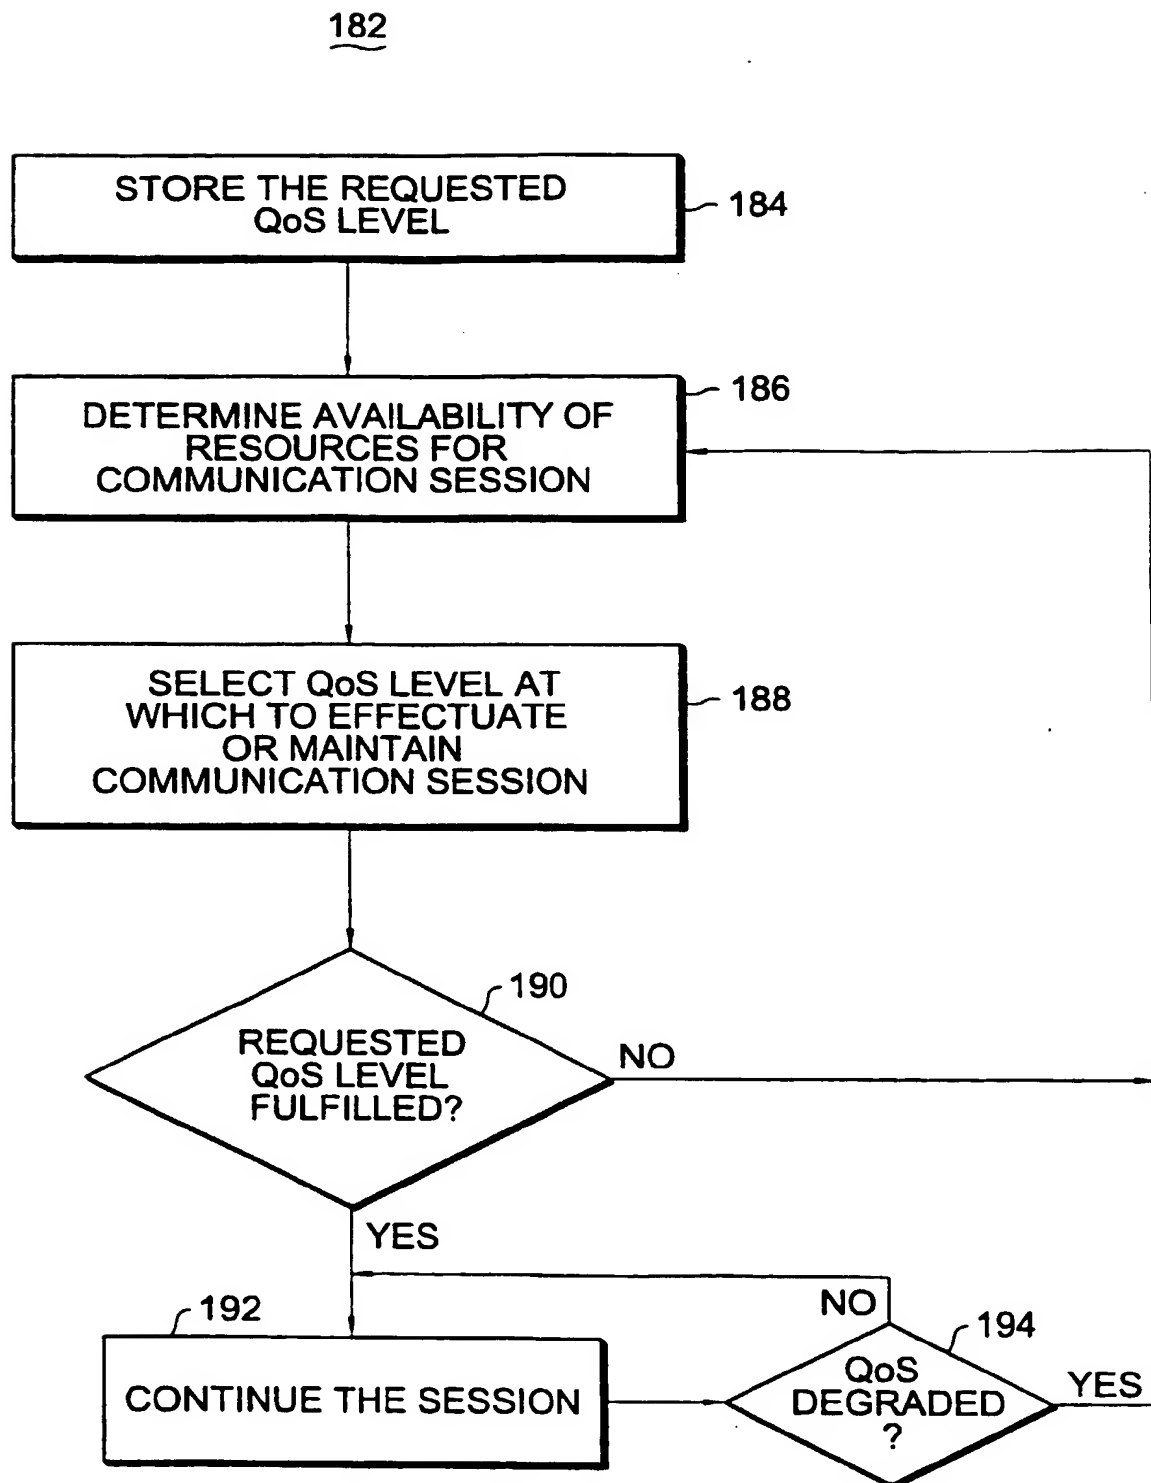 182
STORE THE REQUESTED
QoS LEVEL
184
DETERMINE AVAILABILITY OF
RESOURCES FOR
COMMUNICATION SESSION
186
SELECT QoS LEVEL AT
WHICH TO EFFECTUATE
OR MAINTAIN
COMMUNICATION SESSION
188
190
REQUESTED
QoS LEVEL
FULFILLED?
NO
YES
192
CONTINUE THE SESSION
NO
194
QoS
DEGRADED
?
YES